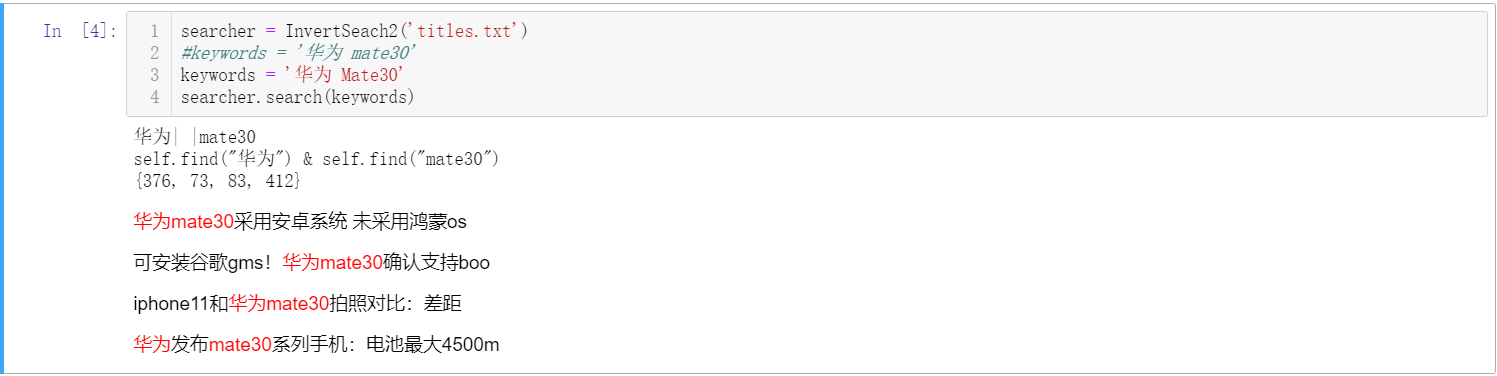 In [4]:
1 searcher = InvertSeach2('titles.txt')
2 #keywords = '华为 mate30'
3 keywords = '华为 Mate30'
4 searcher.search(keywords)
华为| |mate30
self.find("华为") & self.find("mate30")
{376, 73, 83, 412}
华为mate30采用安卓系统 未采用鸿蒙os
可安装谷歌gms！华为mate30确认支持boo
iphone11和华为mate30拍照对比：差距
华为发布mate30系列手机：电池最大4500m